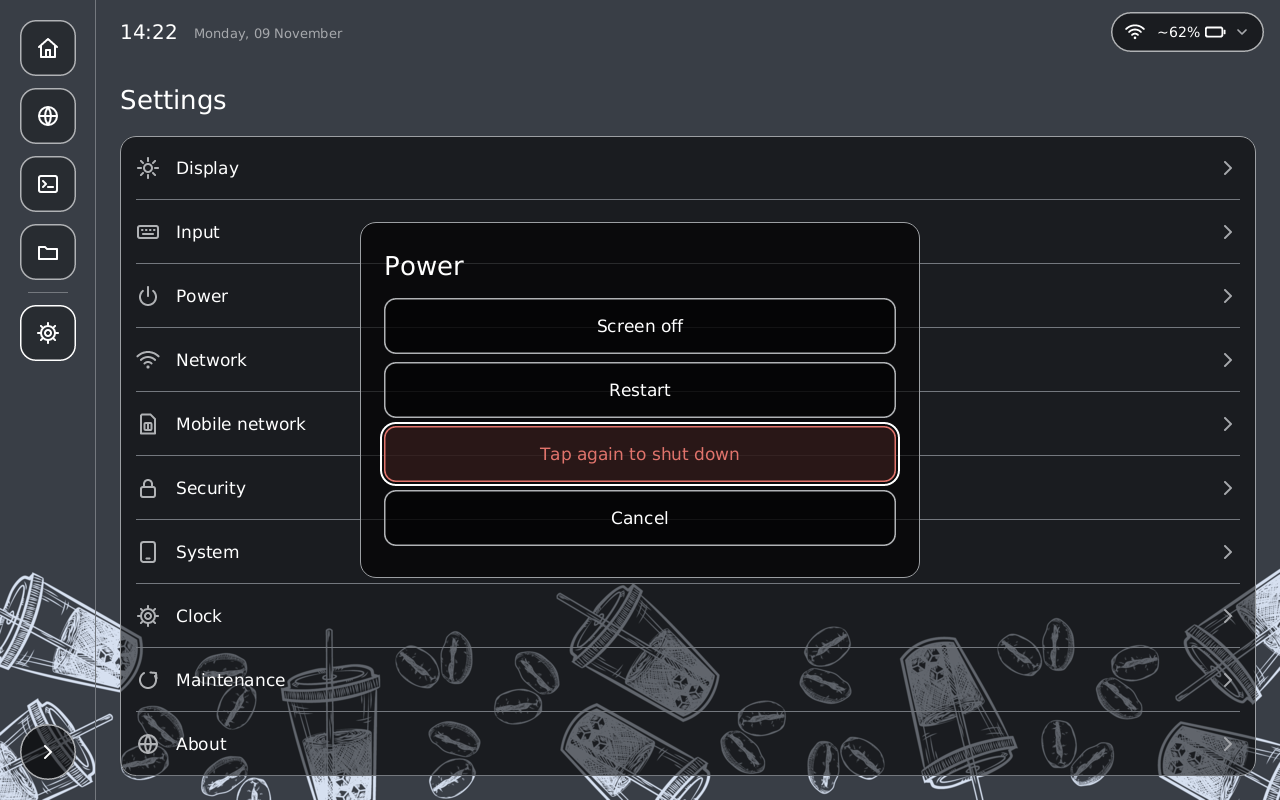 14:22 Monday, 09 November
~62%
Settings
Display
Input
Power
Network
Mobile network
Security
System
Clock
Maintenance
About
Power
Screen off
Restart
Tap again to shut down
Cancel